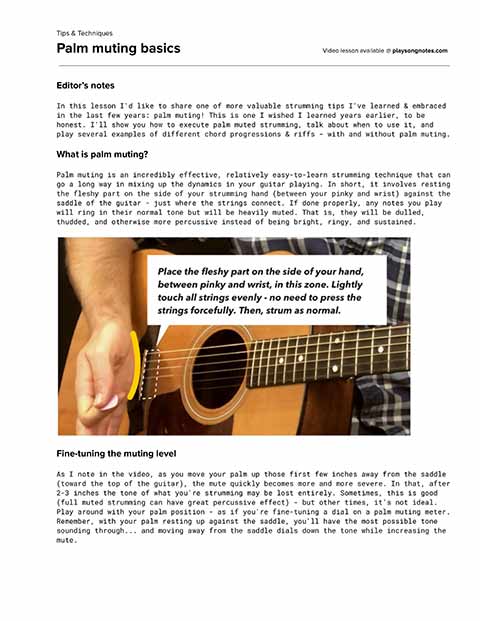 Tips & Techniques
Palm muting basics
Video lesson available @ playsongnotes.com
Editor's notes
In this lesson I'd like to share one of more valuable strumming tips I've learned & embraced
in the last few years: palm muting! This is one I wished I learned years earlier, to be
honest. I'll show you how to execute palm muted strumming, talk about when to use it, and
play several examples of different chord progressions & riffs - with and without palm muting.
What is palm muting?
Palm muting is an incredibly effective, relatively easy-to-learn strumming technique that can
go a long way in mixing up the dynamics in your guitar playing. In short, it involves resting
the fleshy part on the side of your strumming hand (between your pinky and wrist) against the
saddle of the guitar - just where the strings connect. If done properly, any notes you play
will ring in their normal tone but will be heavily muted. That is, they will be dulled,
thudded, and otherwise more percussive instead of being bright, ringy, and sustained.
Place the fleshy part on the side of your hand,
between pinky and wrist, in this zone. Lightly
touch all strings evenly - no need to press the
strings forcefully. Then, strum as normal.
Fine-tuning the muting level
As I note in the video, as you move your palm up those first few inches away from the saddle
(toward the top of the guitar), the mute quickly becomes more and more severe. In that, after
2-3 inches the tone of what you're strumming may be lost entirely. Sometimes, this is good
(full muted strumming can have great percussive effect) - but other times, it's not ideal.
Play around with your palm position - as if you're fine-tuning a dial on a palm muting meter.
Remember, with your palm resting up against the saddle, you'll have the most possible tone
sounding through... and moving away from the saddle dials down the tone while increasing the
mute.